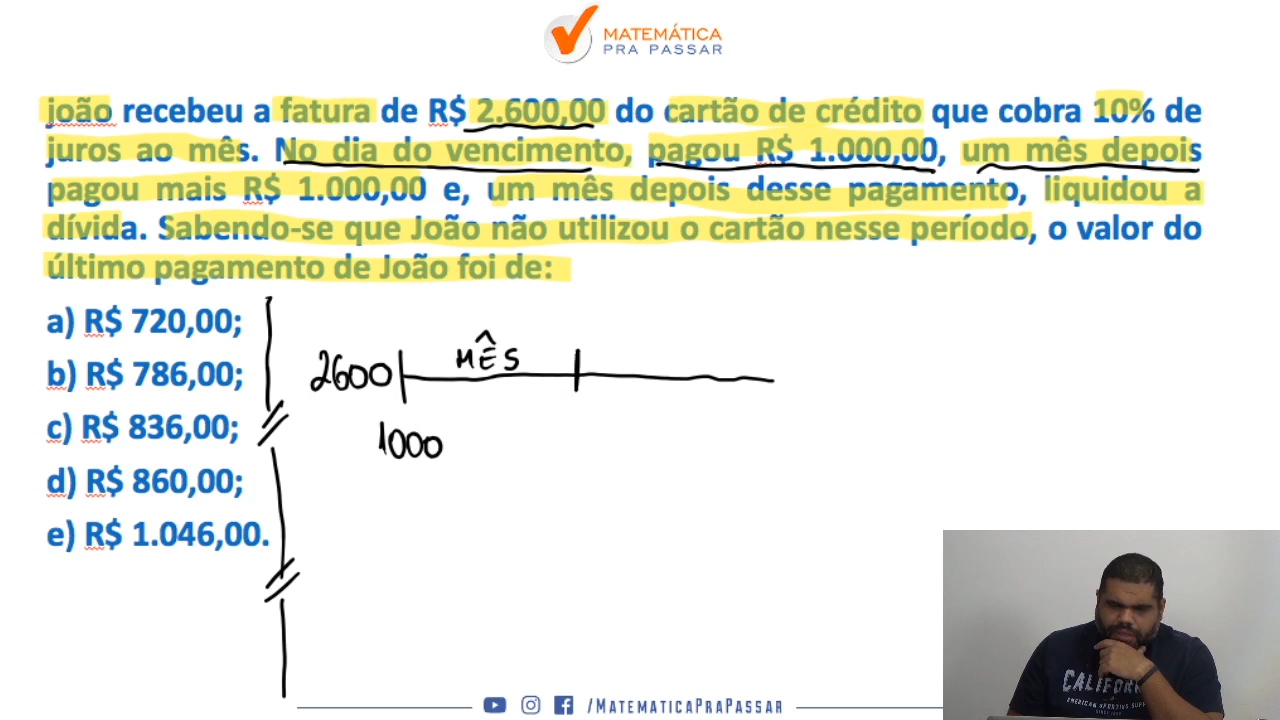 MATEMÁTICA
PRA PASSAR
joão recebeu a fatura de R$ 2.600,00 do cartão de crédito que cobra 10% de
juros ao mês. No dia do vencimento, pagou R$ 1.000,00, um mês depois
pagou mais R$ 1.000,00 e, um mês depois desse pagamento, liquidou a
dívida. Sabendo-se que João não utilizou o cartão nesse período, o valor do
último pagamento de João foi de:
a) R$ 720,00;
b) R$ 786,00;
c) R$ 836,00;
d) R$ 860,00;
e) R$ 1.046,00.
2600
MÊS
1000
CALIFOR
AMERICAN SPORTING SUPP
/MATEMATICAPRAPASSAR